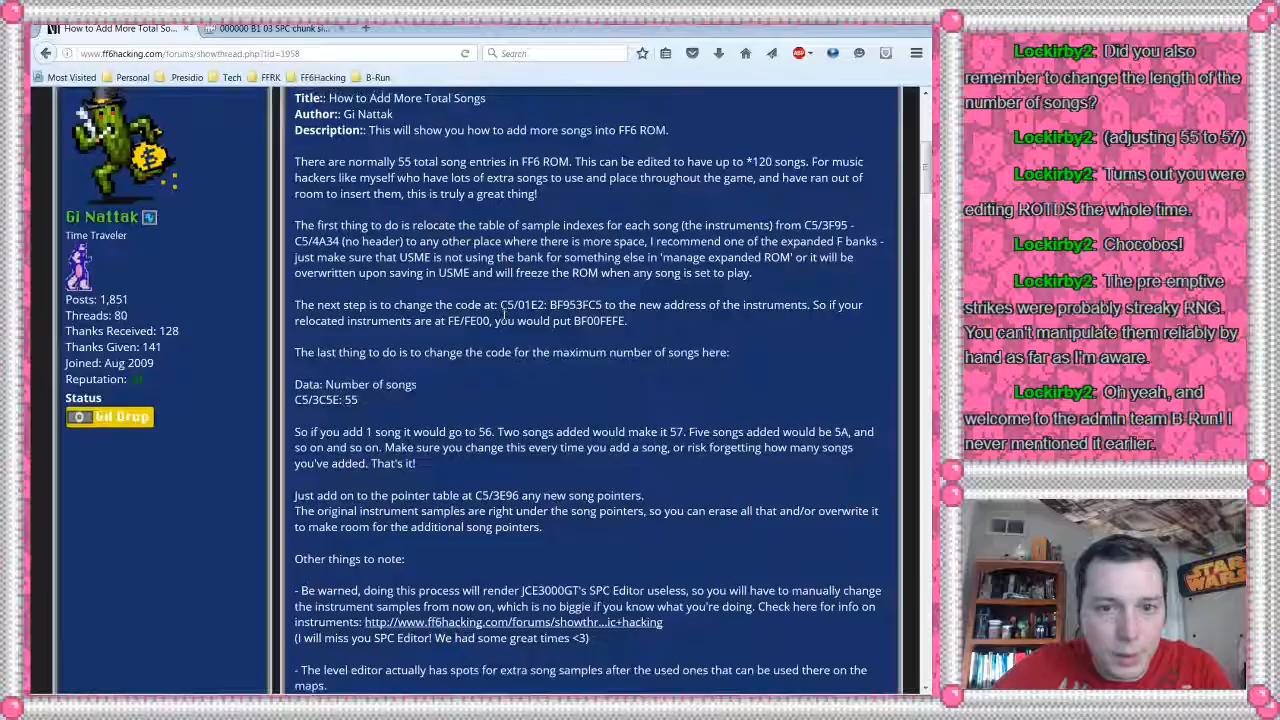 How to Add More Total So...
000000 B1 03 SPC chunk si...
www.ff6hacking.com/forums/showthread.php?tid=1958
Search
ABP
Most Visited
Personal
.Presidio
Tech
FFRK
FF6Hacking
B-Run
Gi Nattak
Time Traveler
Posts: 1,851
Threads: 80
Thanks Received: 128
Thanks Given: 141
Joined: Aug 2009
Reputation:
Status
Gil Drop
Title:: How to Add More Total Songs
Author:: Gi Nattak
Description:: This will show you how to add more songs into FF6 ROM.
There are normally 55 total song entries in FF6 ROM. This can be edited to have up to *120 songs. For music
hackers like myself who have lots of extra songs to use and place throughout the game, and have ran out of
room to insert them, this is truly a great thing!
The first thing to do is relocate the table of sample indexes for each song (the instruments) from C5/3F95 -
C5/4A34 (no header) to any other place where there is more space, I recommend one of the expanded F banks -
just make sure that USME is not using the bank for something else in 'manage expanded ROM' or it will be
overwritten upon saving in USME and will freeze the ROM when any song is set to play.
The next step is to change the code at: C5/01E2: BF953FC5 to the new address of the instruments. So if your
relocated instruments are at FE/FE00, you would put BF00FEFE.
The last thing to do is to change the code for the maximum number of songs here:
Data: Number of songs
C5/3C5E: 55
So if you add 1 song it would go to 56. Two songs added would make it 57. Five songs added would be 5A, and
so on and so on. Make sure you change this every time you add a song, or risk forgetting how many songs
you've added. That's it!
Just add on to the pointer table at C5/3E96 any new song pointers.
The original instrument samples are right under the song pointers, so you can erase all that and/or overwrite it
to make room for the additional song pointers.
Other things to note:
- Be warned, doing this process will render JCE3000GT's SPC Editor useless, so you will have to manually change
the instrument samples from now on, which is no biggie if you know what you're doing. Check here for info on
instruments: http://www.ff6hacking.com/forums/showthr...ic+hacking
(I will miss you SPC Editor! We had some great times <3)
- The level editor actually has spots for extra song samples after the used ones that can be used there on the
maps.
Lockirby2: Did you also
remember to change the length of the
number of songs?
Lockirby2: (adjusting 55 to 57)
Lockirby2: Turns out you were
editing ROTDS the whole time.
Lockirby2: Chocobos!
Lockirby2: The pre-emptive
strikes were probably streaky RNG.
You can't manipulate them reliably by
hand as far as I'm aware.
Lockirby2: Oh yeah, and
welcome to the admin team B-Run! I
never mentioned it earlier.
STAR
WARS